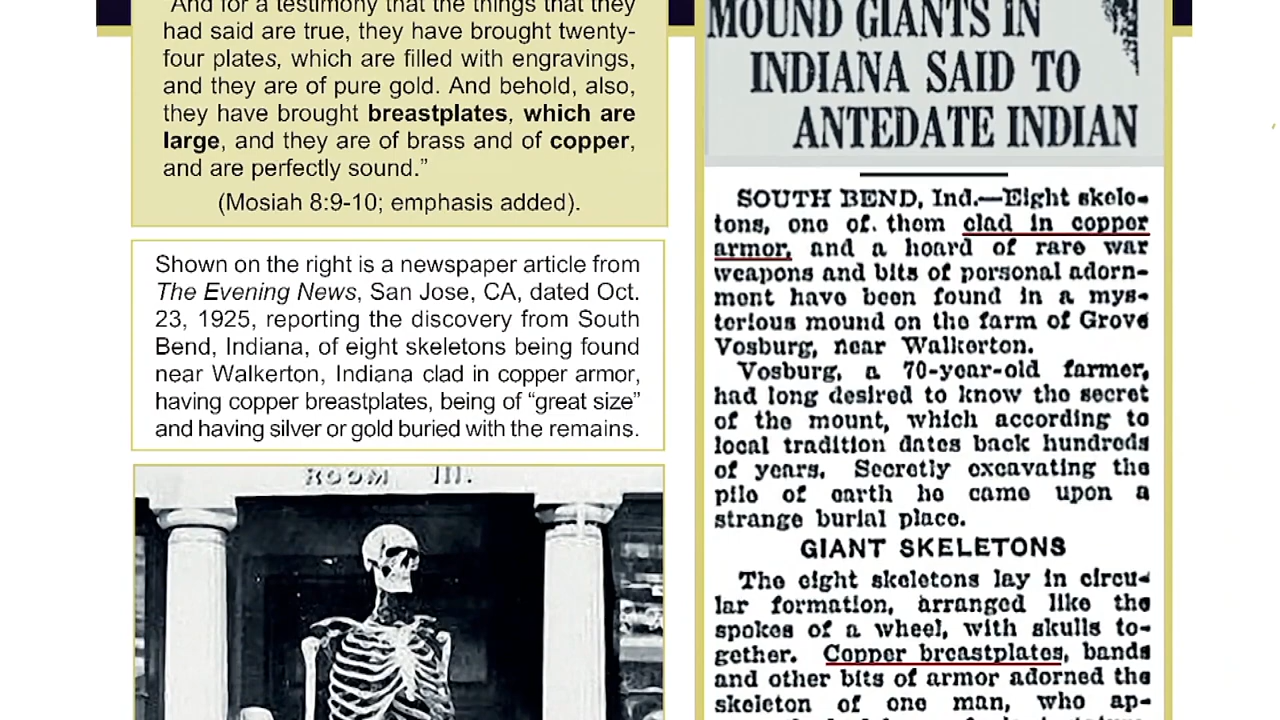 "And for a testimony that the things that they
had said are true, they have brought twenty-
four plates, which are filled with engravings,
and they are of pure gold. And behold, also,
they have brought breastplates, which are
large, and they are of brass and of copper,
and are perfectly sound."
(Mosiah 8:9-10; emphasis added).
Shown on the right is a newspaper article from
The Evening News, San Jose, CA, dated Oct.
23, 1925, reporting the discovery from South
Bend, Indiana, of eight skeletons being found
near Walkerton, Indiana clad in copper armor,
having copper breastplates, being of "great size"
and having silver or gold buried with the remains.
ROOM III.
MOUND GIANTS IN
INDIANA SAID TO
ANTEDATE INDIAN
SOUTH BEND, Ind.—Eight skele-
tons, one of them clad in copper
armor, and a hoard of rare war
weapons and bits of personal adorn-
ment have been found in a mys-
terious mound on the farm of Grove
Vosburg, near Walkerton.
Vosburg, a 70-year-old farmer,
had long desired to know the secret
of the mount, which according to
local tradition dates back hundreds
of years. Secretly excavating the
pile of earth he came upon a
strange burial place.
GIANT SKELETONS
The eight skeletons lay in circu-
lar formation, arranged like the
spokes of a wheel, with skulls to-
gether. Copper breastplates, bands
and other bits of armor adorned the
skeleton of one man, who ap-